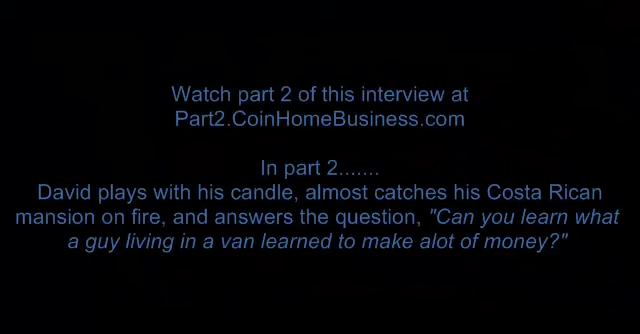 Watch part 2 of this interview at
Part2.CoinHomeBusiness.com
In part 2.......
David plays with his candle, almost catches his Costa Rican
mansion on fire, and answers the question, "Can you learn what
a guy living in a van learned to make alot of money?"